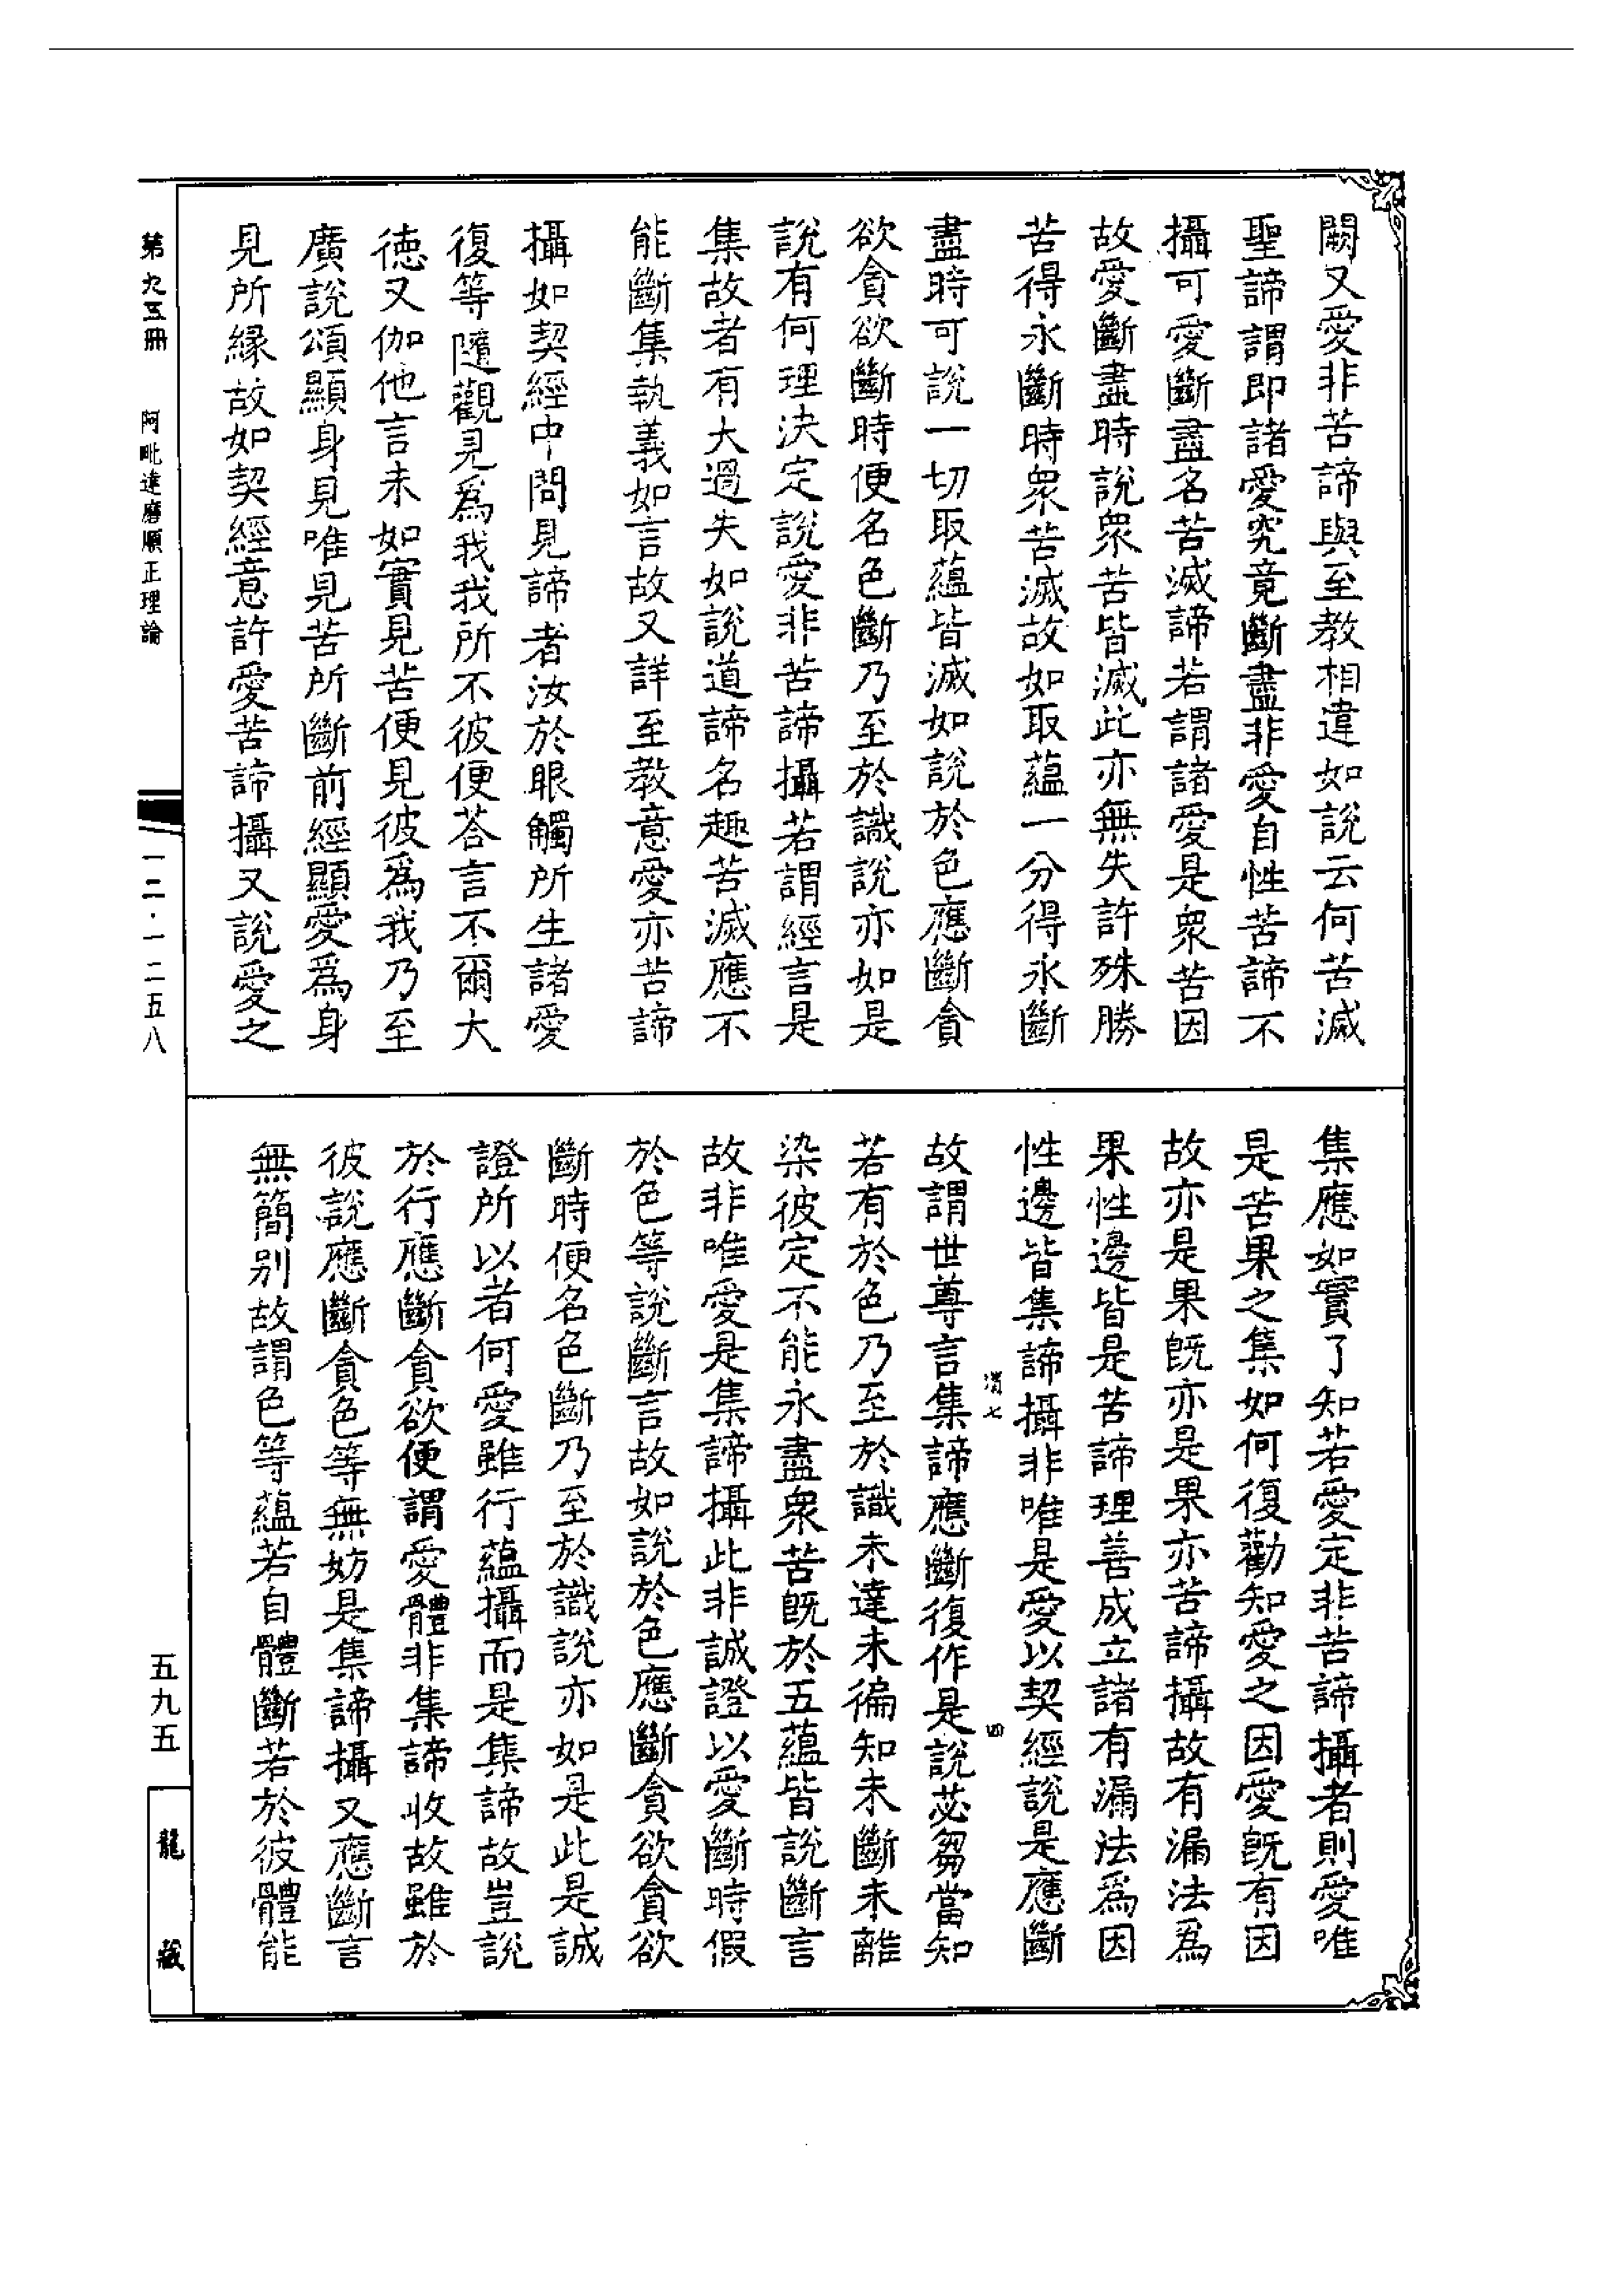 闕又愛非苦諦與至教相違如說云何苦滅
聖諦謂即諸愛究竟斷盡非愛自性苦諦不
攝可愛斷盡名苦滅諦若謂諸愛是衆苦因
故愛斷盡時說衆苦皆滅此亦無失許殊勝
苦得永斷時衆苦滅故如取蘊一分得永斷
盡時可說一切取蘊皆滅如說於色應斷貪
欲貪欲斷時便名色斷乃至於識說亦如是
說有何理決定說愛非苦諦攝若謂經言是
集故者有大過失如說道諦名趣苦滅應不
能斷集執義如言故又詳至教意愛亦苦諦
攝如契經中問見諦者汝於眼觸所生諸愛
復等隨觀見爲我我所不彼便荅言不爾大
德又伽他言未如實見苦便見彼爲我乃至
廣說頌顯身見唯見苦所斷前經顯愛爲身
見所緣故如契經意許愛苦諦攝又說愛之
集應如實了知若愛定非苦諦攝者則愛唯
是苦果之集如何復勸知愛之因愛既有因
故亦是果既亦是果亦苦諦攝故有漏法爲
果性邊皆是苦諦理善成立諸有漏法爲因
性邊皆集諦攝非唯是愛以契經說是應斷
故謂世尊言集諦應斷復作是說苾芻當知
若有於色乃至於識未達未徧知未斷未離
染彼定不能永盡衆苦既於五蘊皆說斷言
故非唯愛是集諦攝此非誠證以愛斷時假
於色等說斷言故如說於色應斷貪欲貪欲
斷時便名色斷乃至於識說亦如是此是誠
證所以者何愛雖行蘊攝而是集諦故豈說
於行應斷貪欲便謂愛體非集諦收故雖於
彼說應斷貪色等無妨是集諦攝又應斷言
無簡别故謂色等蘊若自體斷若於彼體能
第九五冊
阿毗達磨順正理論
一二·一二五八
五九五
龍藏
七
四